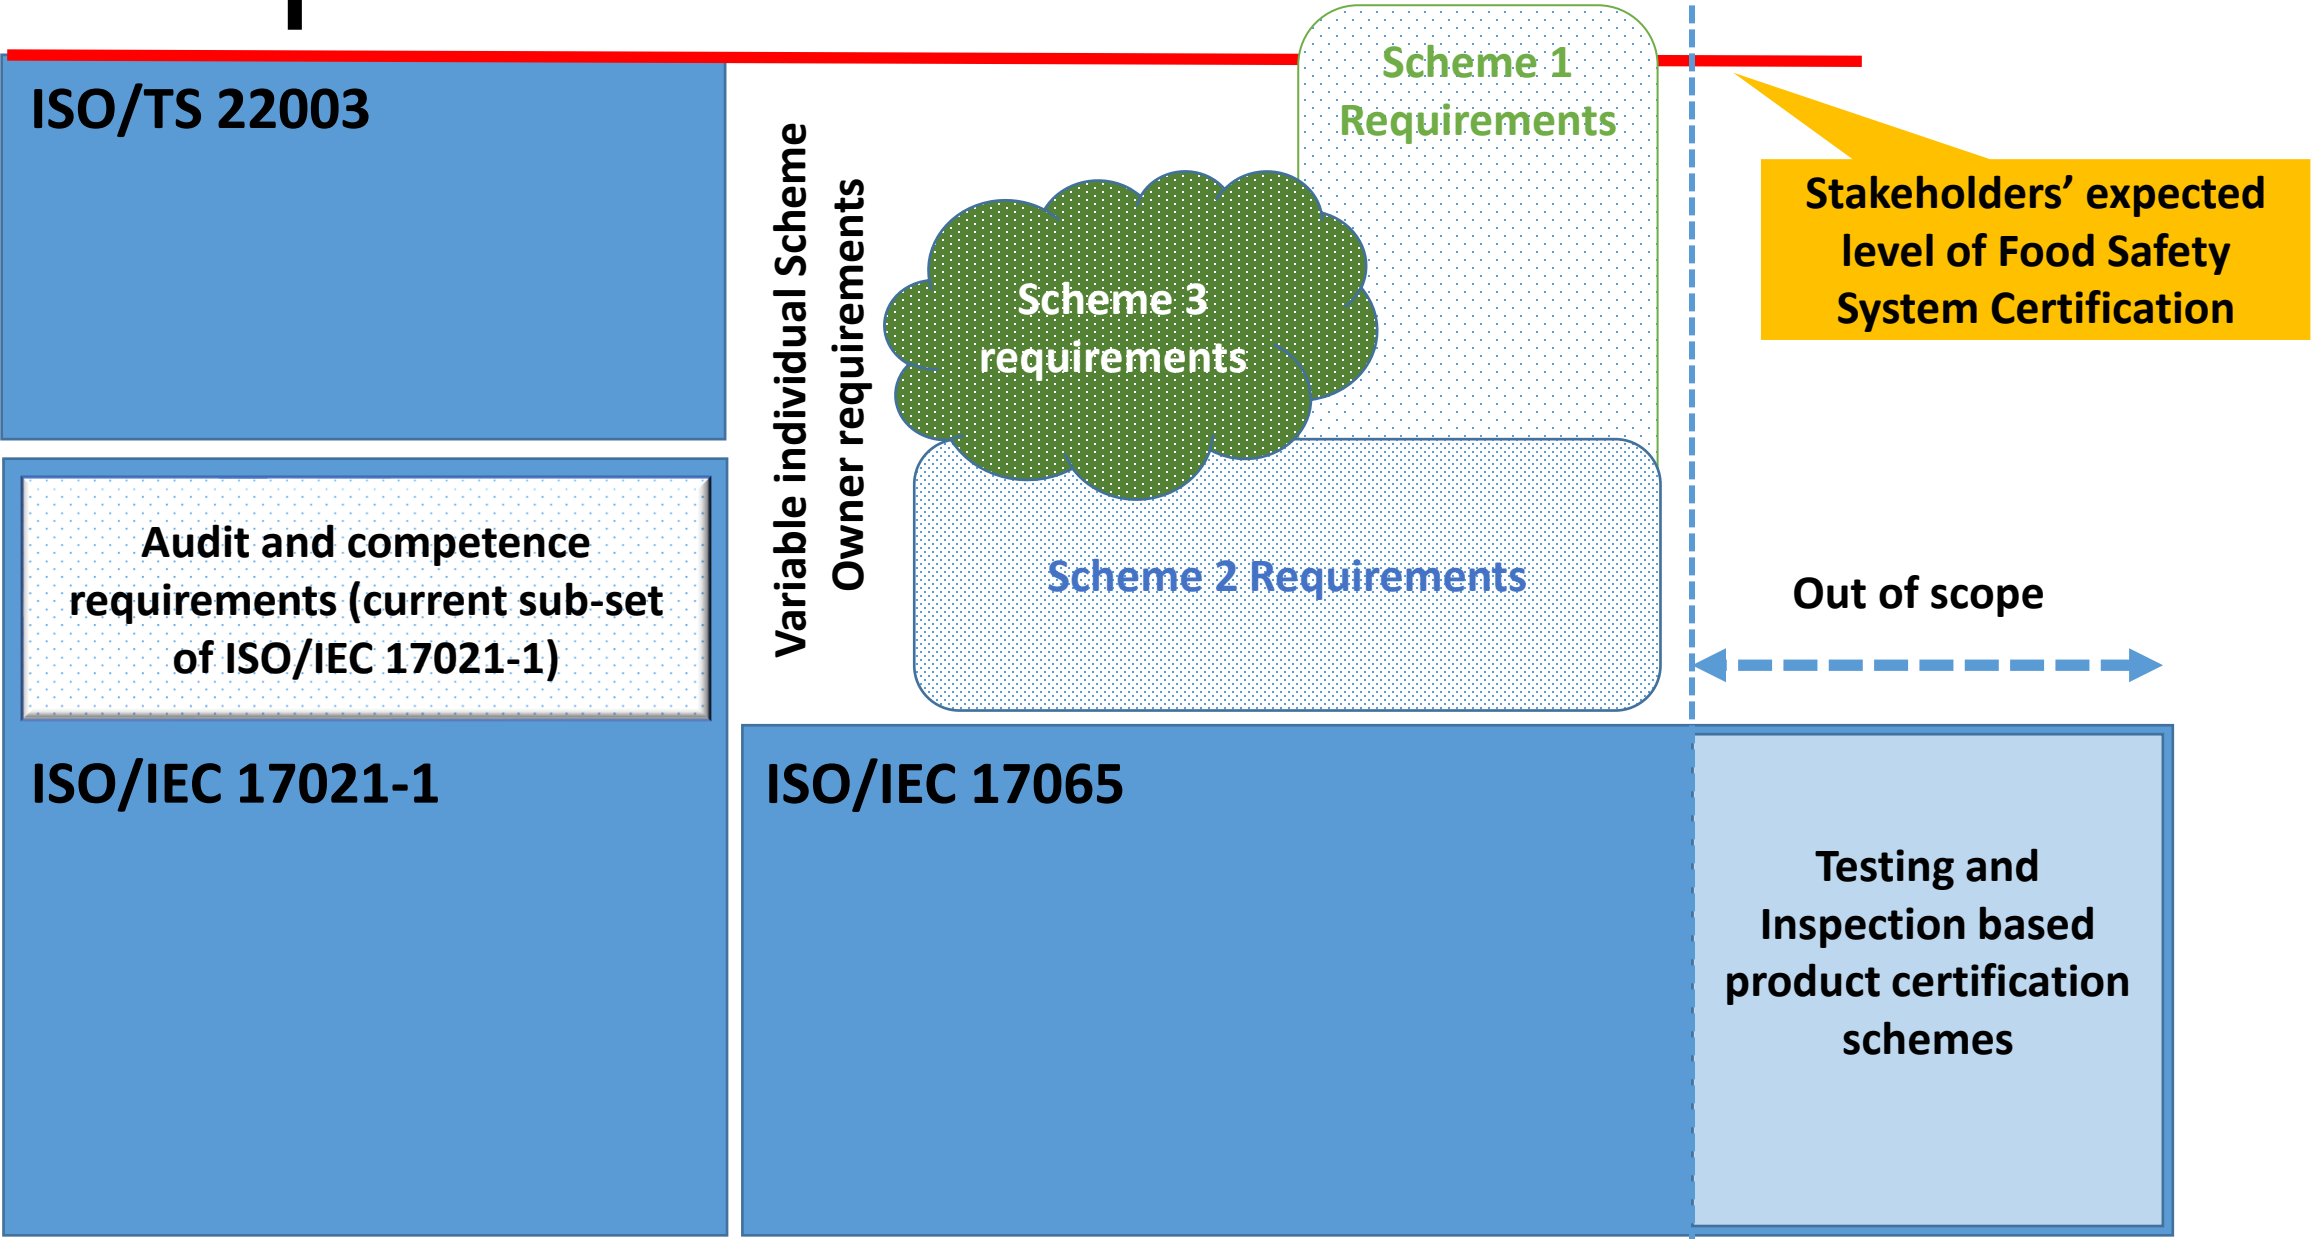 ISO/TS 22003
Audit and competence
requirements (current sub-set
of ISO/IEC 17021-1)
ISO/IEC 17021-1
Variable individual Scheme
Owner requirements
Scheme 1
Requirements
Scheme 3
requirements
Scheme 2 Requirements
ISO/IEC 17065
Stakeholders’ expected
level of Food Safety
System Certification
Out of scope
Testing and
Inspection based
product certification
schemes